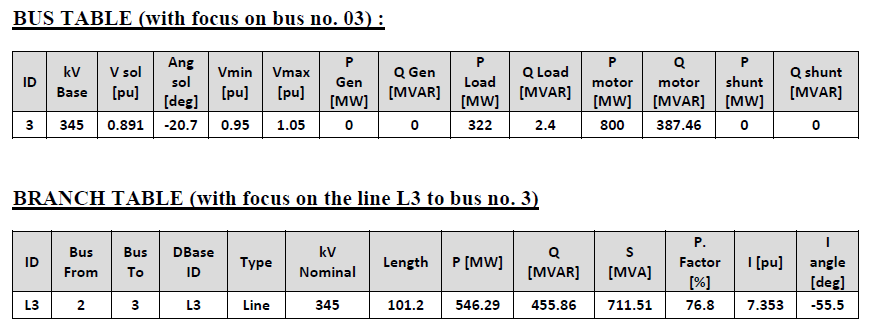 BUS TABLE (with focus on bus no. 03) :
ID kV Base V sol [pu] Ang sol [deg] Vmin [pu] Vmax [pu] P Gen [MW] Q Gen [MVAR] P Load [MW] Q Load [MVAR] P motor [MW] Q motor [MVAR] P shunt [MW] Q shunt [MVAR]
3 345 0.891 -20.7 0.95 1.05 0 0 322 2.4 800 387.46 0 0
BRANCH TABLE (with focus on the line L3 to bus no. 3)
ID Bus From Bus To DBase ID Type kV Nominal Length P [MW] Q [MVAR] S [MVA] P. Factor [%] I [pu] I angle [deg]
L3 2 3 L3 Line 345 101.2 546.29 455.86 711.51 76.8 7.353 -55.5